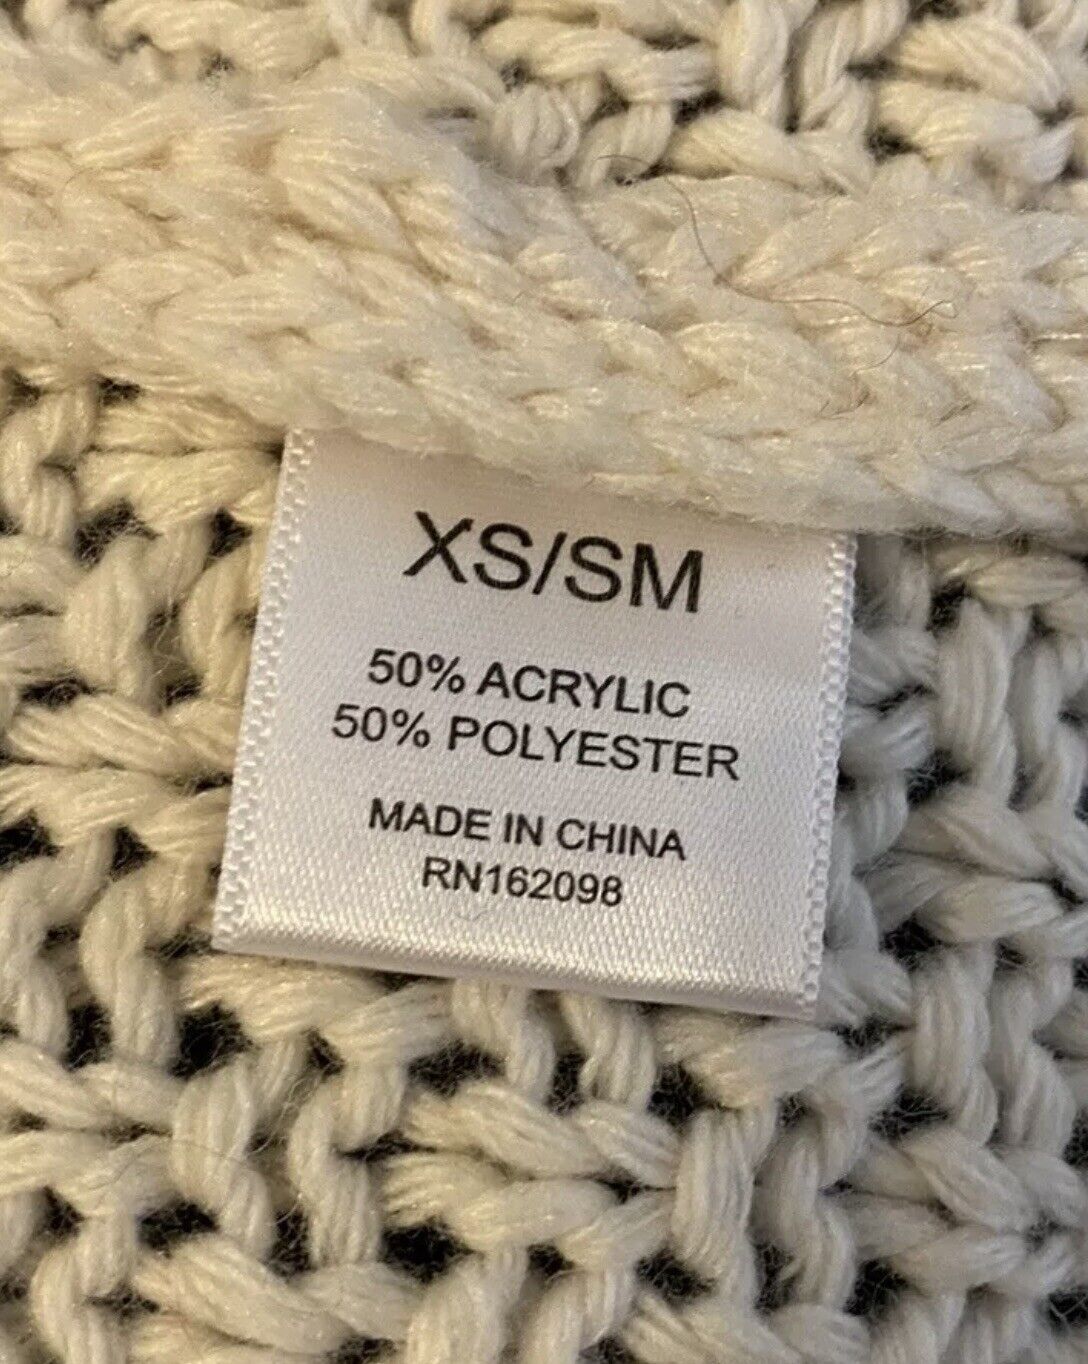 XS/SM
50% ACRYLIC
50% POLYESTER
MADE IN CHINA
RN162098